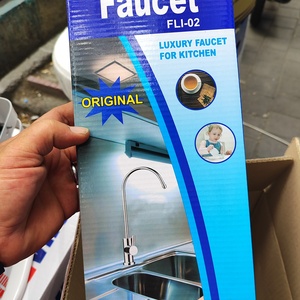 Faucet
FLI-02
LUXURY FAUCET
FOR KITCHEN
ORIGINAL